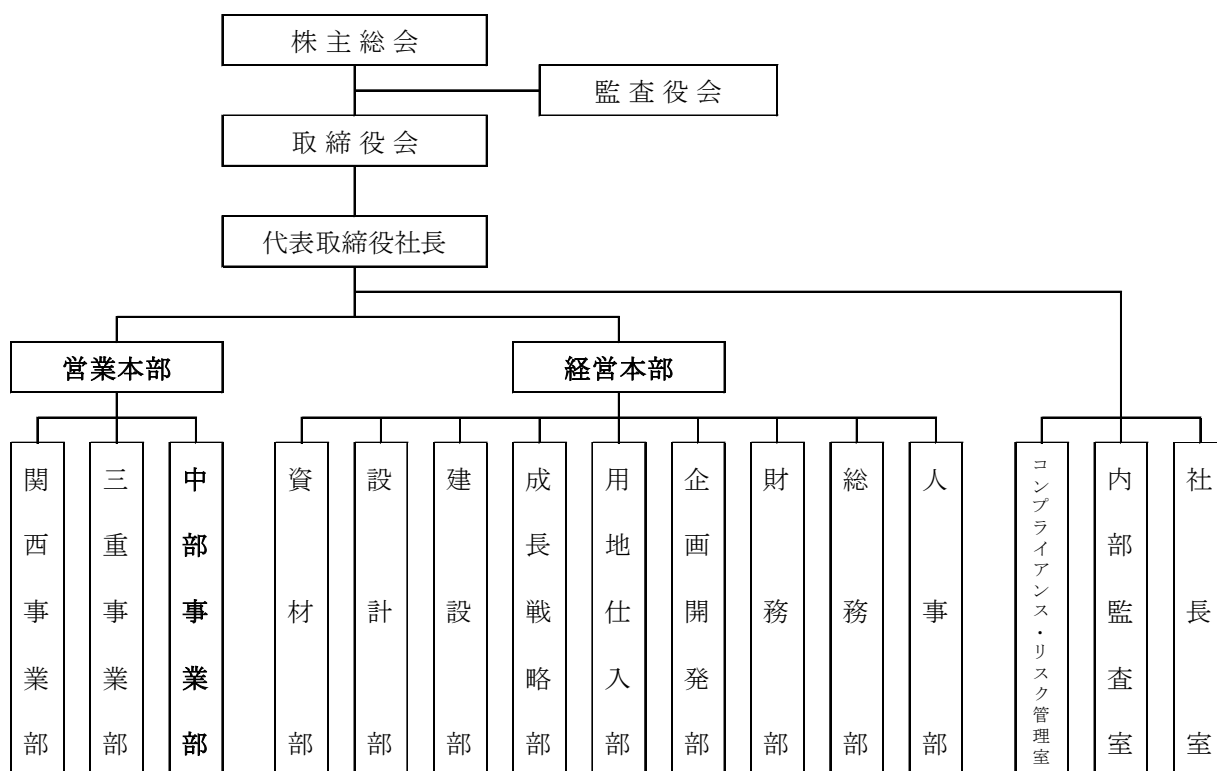 株主総会
監査役会
取締役会
代表取締役社長
営業本部
経営本部
関西事業部
三重事業部
中部事業部
資材部
設計部
建設部
成長戦略部
用地仕入部
企画開発部
財務部
総務部
人事部
コンプライアンス・リスク管理室
内部監査室
社長室